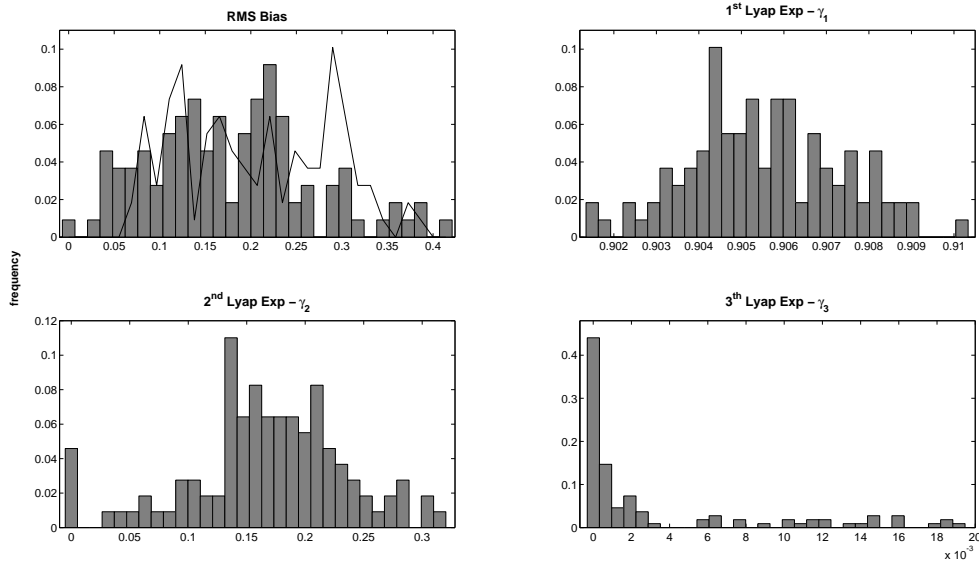 RMS Bias
0.1
0.08
0.06
0.04
0.02
0
0 0.05 0.1 0.15 0.2 0.25 0.3 0.35 0.4
1st Lyap Exp – γ1
0.1
0.08
0.06
0.04
0.02
0
0.902 0.903 0.904 0.905 0.906 0.907 0.908 0.909 0.91
frequency
2nd Lyap Exp – γ2
0.12
0.1
0.08
0.06
0.04
0.02
0
0 0.05 0.1 0.15 0.2 0.25 0.3
3th Lyap Exp – γ3
0.4
0.3
0.2
0.1
0
0 2 4 6 8 10 12 14 16 18 20
x 10-3